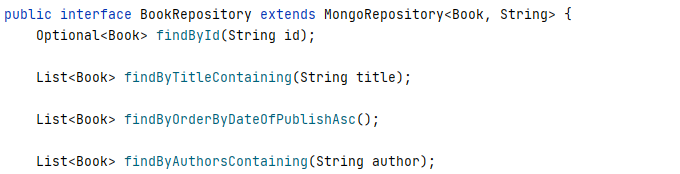 public interface BookRepository extends MongoRepository<Book, String> {
Optional<Book> findById(String id);
List<Book> findByTitleContaining(String title);
List<Book> findByOrderByDateOfPublishAsc();
List<Book> findByAuthorsContaining(String author);